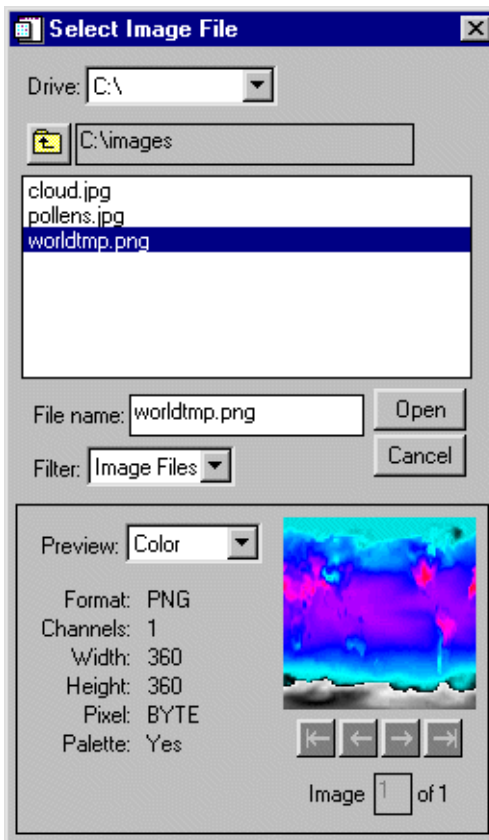 Select Image File
Drive: C:\
C:\images
cloud.jpg
pollens.jpg
worldtmp.png
File name: worldtmp.png Open
Filter: Image Files Cancel
Preview: Color
Format: PNG
Channels: 1
Width: 360
Height: 360
Pixel: BYTE
Palette: Yes
Image 1 of 1